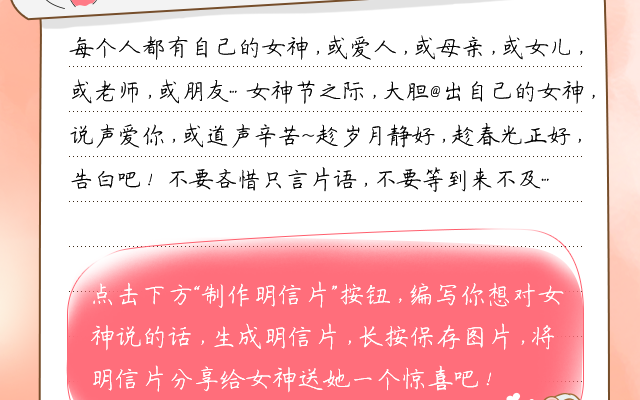 每个人都有自己的女神,或爱人,或母亲,或女儿,
或老师,或朋友…女神节之际,大胆@出自己的女神,
说声爱你,或道声辛苦~趁岁月静好,趁春光正好,
告白吧！不要吝惜只言片语,不要等到来不及…
点击下方“制作明信片”按钮,编写你想对女
神说的话,生成明信片,长按保存图片,将
明信片分享给女神送她一个惊喜吧！